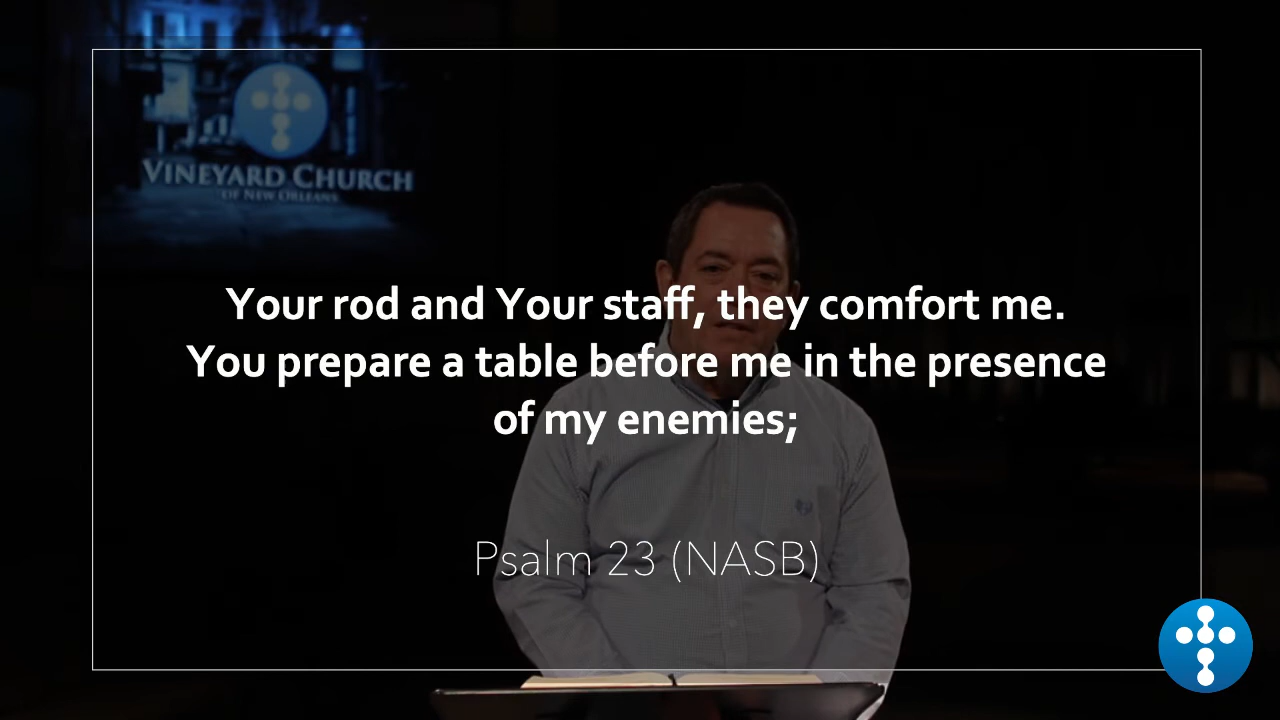 VINEYARD CHURCH
OF NEW ORLEANS
Your rod and Your staff, they comfort me.
You prepare a table before me in the presence
of my enemies;
Psalm 23 (NASB)